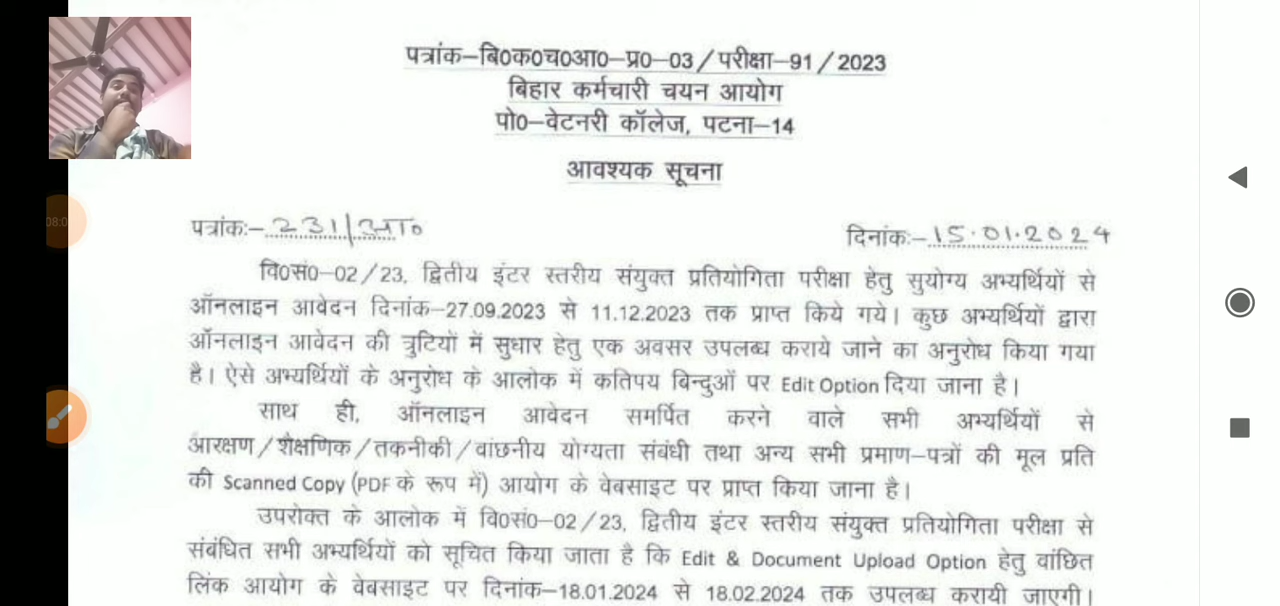 पत्रांक–बि0क0च0आ0–प्र0–03/परीक्षा–91/2023
बिहार कर्मचारी चयन आयोग
पो0–वेटनरी कॉलेज, पटना–14
आवश्यक सूचना
पत्रांकः– 231/आ0
दिनांकः– 15.01.2024
वि0सं0–02/23, द्वितीय इंटर स्तरीय संयुक्त प्रतियोगिता परीक्षा हेतु सुयोग्य अभ्यर्थियों से
ऑनलाइन आवेदन दिनांक–27.09.2023 से 11.12.2023 तक प्राप्त किये गये। कुछ अभ्यर्थियों द्वारा
ऑनलाइन आवेदन की त्रुटियों में सुधार हेतु एक अवसर उपलब्ध कराये जाने का अनुरोध किया गया
है। ऐसे अभ्यर्थियों के अनुरोध के आलोक में कतिपय बिन्दुओं पर Edit Option दिया जाना है।
साथ ही, ऑनलाइन आवेदन समर्पित करने वाले सभी अभ्यर्थियों से
आरक्षण/शैक्षणिक/तकनीकी/वांछनीय योग्यता संबंधी तथा अन्य सभी प्रमाण–पत्रों की मूल प्रति
की Scanned Copy (PDF के रूप में) आयोग के वेबसाइट पर प्राप्त किया जाना है।
उपरोक्त के आलोक में वि0सं0–02/23, द्वितीय इंटर स्तरीय संयुक्त प्रतियोगिता परीक्षा से
संबंधित सभी अभ्यर्थियों को सूचित किया जाता है कि Edit & Document Upload Option हेतु वांछित
लिंक आयोग के वेबसाइट पर दिनांक–18.01.2024 से 18.02.2024 तक उपलब्ध करायी जाएगी।
08:0